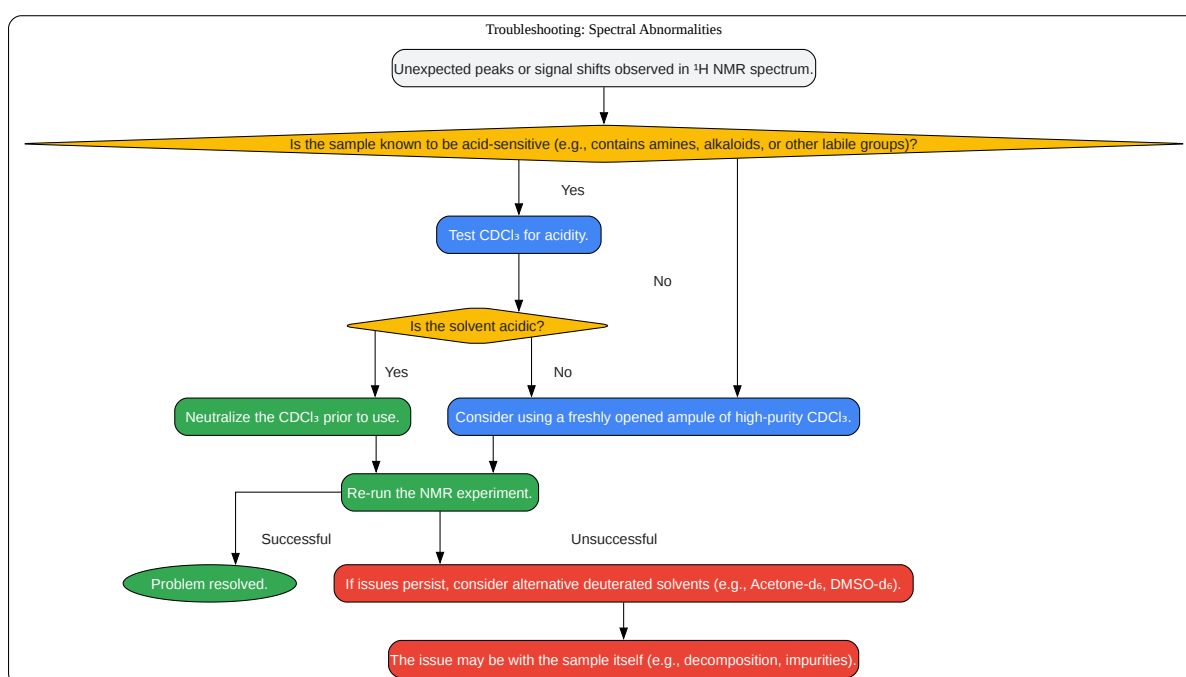 Troubleshooting: Spectral Abnormalities
Unexpected peaks or signal shifts observed in ¹H NMR spectrum.
Is the sample known to be acid-sensitive (e.g., contains amines, alkaloids, or other labile groups)?
Yes
Test CDCl₃ for acidity.
No
Is the solvent acidic?
Yes
No
Neutralize the CDCl₃ prior to use.
Consider using a freshly opened ampule of high-purity CDCl₃.
Re-run the NMR experiment.
Successful
Unsuccessful
Problem resolved.
If issues persist, consider alternative deuterated solvents (e.g., Acetone-d₆, DMSO-d₆).
The issue may be with the sample itself (e.g., decomposition, impurities).